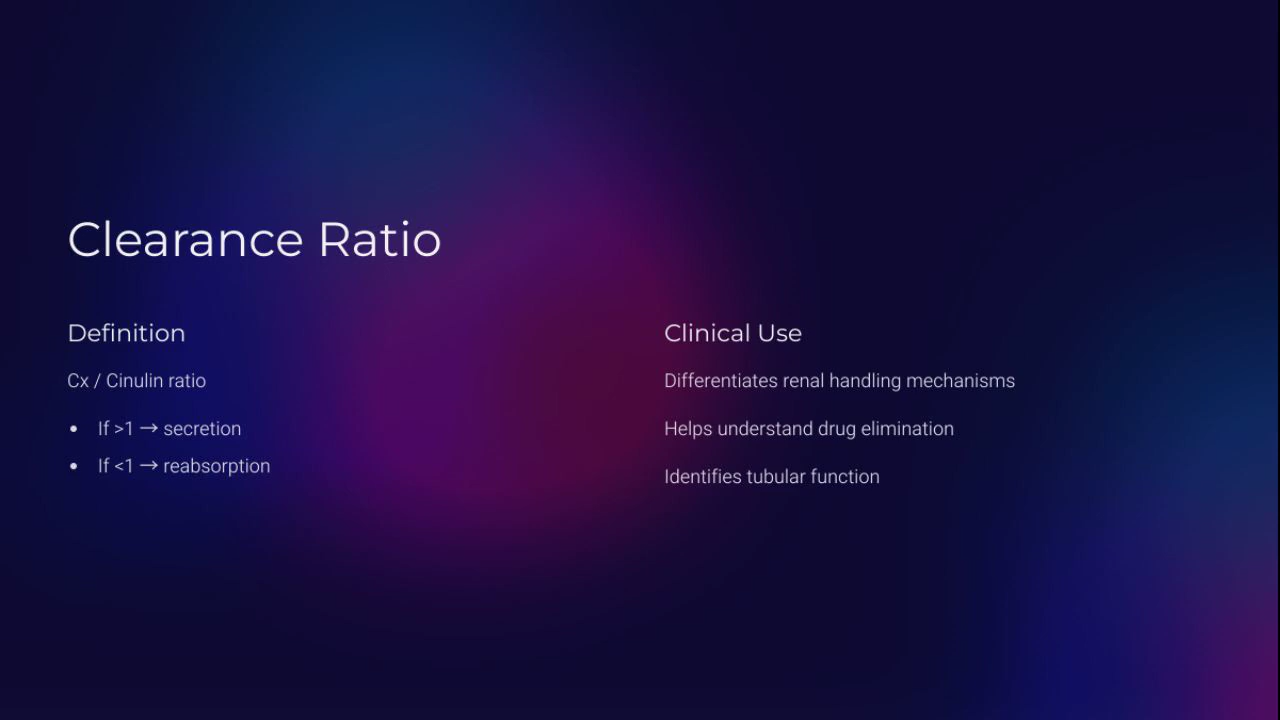 Clearance Ratio
Definition
Cx / Cinulin ratio
• If >1 → secretion
• If <1 → reabsorption
Clinical Use
Differentiates renal handling mechanisms
Helps understand drug elimination
Identifies tubular function